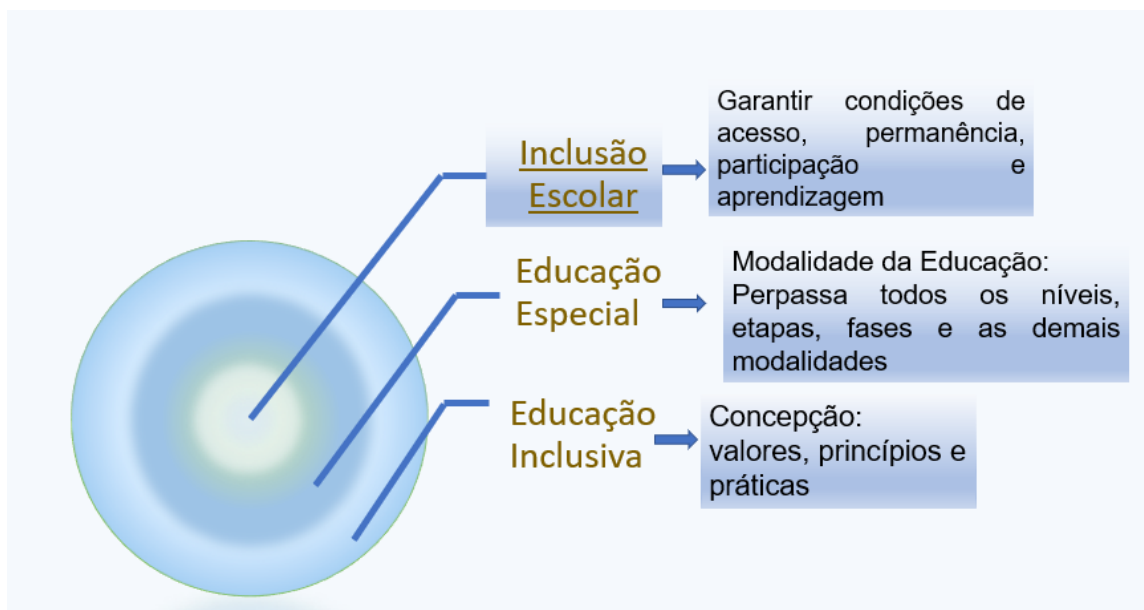 Inclusão
Escolar
Garantir condições de
acesso, permanência,
participação e
aprendizagem
Educação
Especial
Modalidade da Educação:
Perpassa todos os níveis,
etapas, fases e as demais
modalidades
Educação
Inclusiva
Concepção:
valores, princípios e
práticas